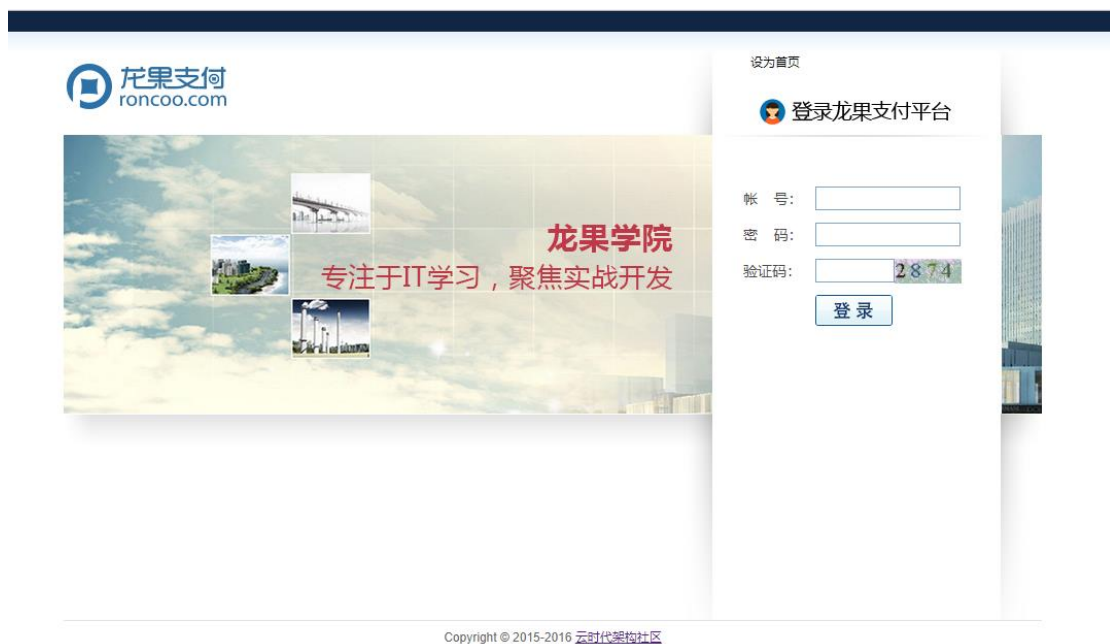 设为首页
龙果支付
roncoo.com
登录龙果支付平台
龙果学院
专注于IT学习，聚焦实战开发
帐 号:
密 码:
验证码:
2874
登 录
Copyright © 2015-2016 云时代架构社区